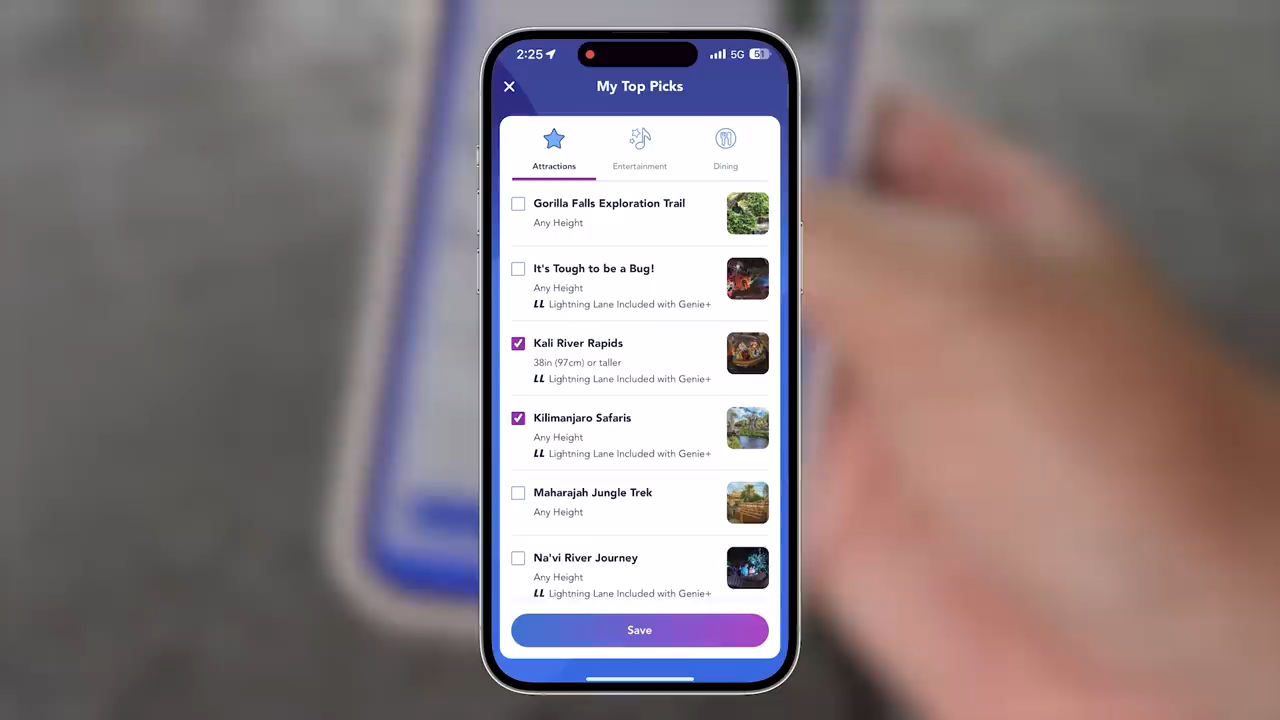 2:25 5G 51
My Top Picks
Attractions Entertainment Dining
Gorilla Falls Exploration Trail
Any Height
It's Tough to be a Bug!
Any Height
LL Lightning Lane Included with Genie+
Kali River Rapids
38in (97cm) or taller
LL Lightning Lane Included with Genie+
Kilimanjaro Safaris
Any Height
LL Lightning Lane Included with Genie+
Maharajah Jungle Trek
Any Height
Na'vi River Journey
Any Height
LL Lightning Lane Included with Genie+
Save